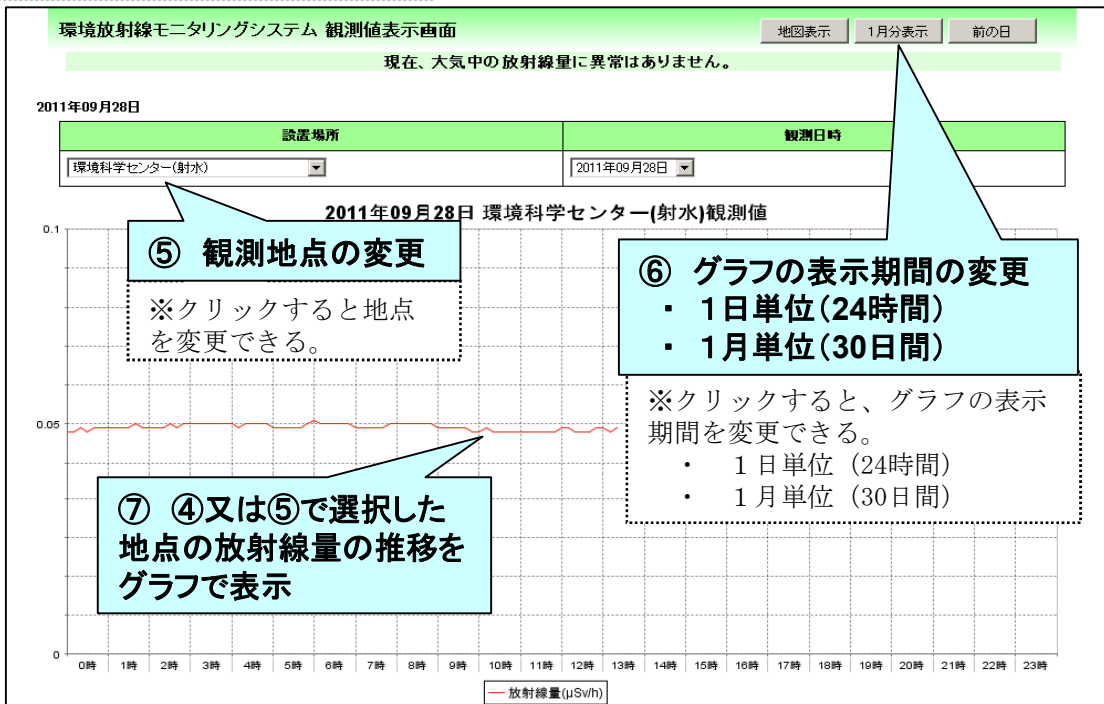 環境放射線モニタリングシステム 観測値表示画面
地図表示 1月分表示 前の日
現在、大気中の放射線量に異常はありません。
2011年09月28日
設置場所 観測日時
環境科学センター(射水) 2011年09月28日
2011年09月28日 環境科学センター(射水)観測値
0.1
⑤ 観測地点の変更
※クリックすると地点
を変更できる。
⑥ グラフの表示期間の変更
・ 1日単位(24時間)
・ 1月単位(30日間)
※クリックすると、グラフの表示
期間を変更できる。
・ 1日単位 (24時間)
・ 1月単位 (30日間)
0.05
⑦ ④又は⑤で選択した
地点の放射線量の推移を
グラフで表示
0
0時 1時 2時 3時 4時 5時 6時 7時 8時 9時 10時 11時 12時 13時 14時 15時 16時 17時 18時 19時 20時 21時 22時 23時
放射線量(μSv/h)